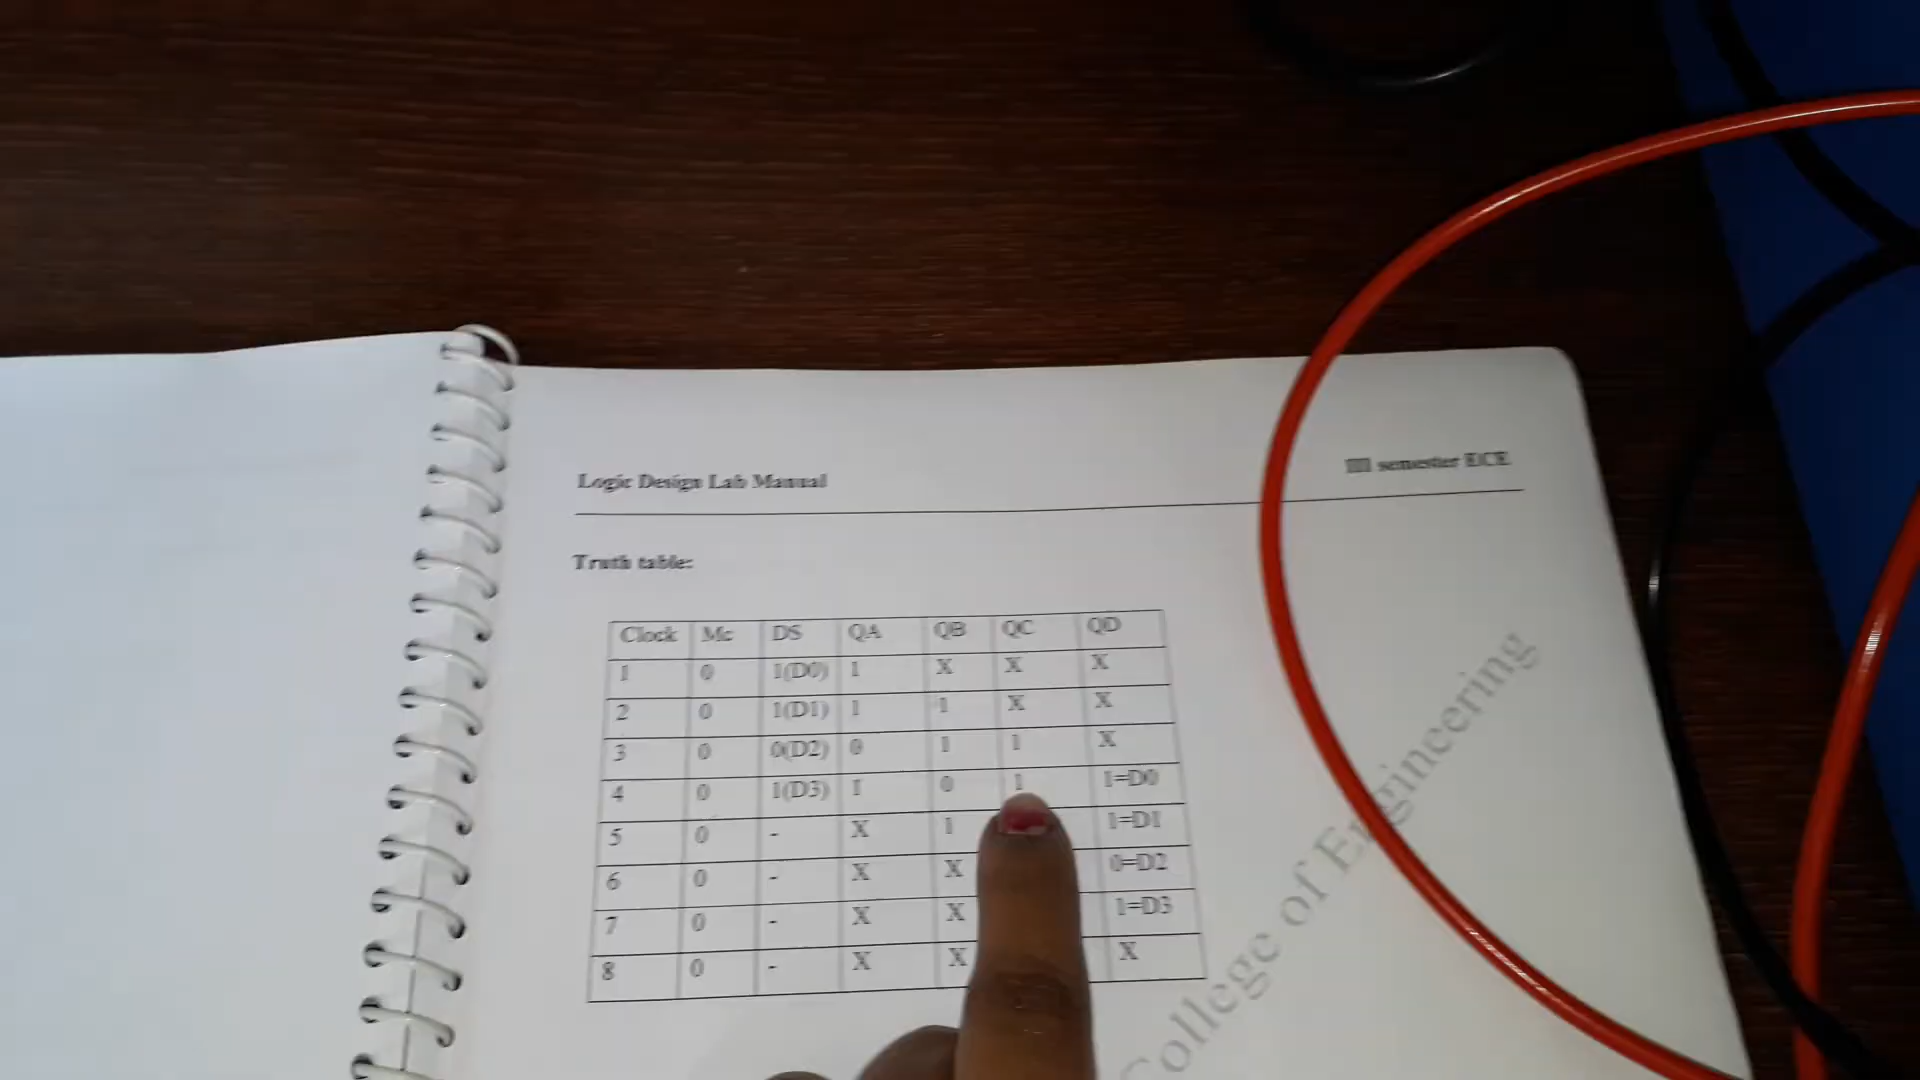 Logic Design Lab Manual III semester ECE
Truth table:
Clock Mc DS QA QB QC QD
1 0 1(D0) 1 X X X
2 0 1(D1) 1 1 X X
3 0 0(D2) 0 1 1 X
4 0 1(D3) 1 0 1 1=D0
5 0 - X 1 1=D1
6 0 - X X 0=D2
7 0 - X X 1=D3
8 0 - X X X
College of Engineering